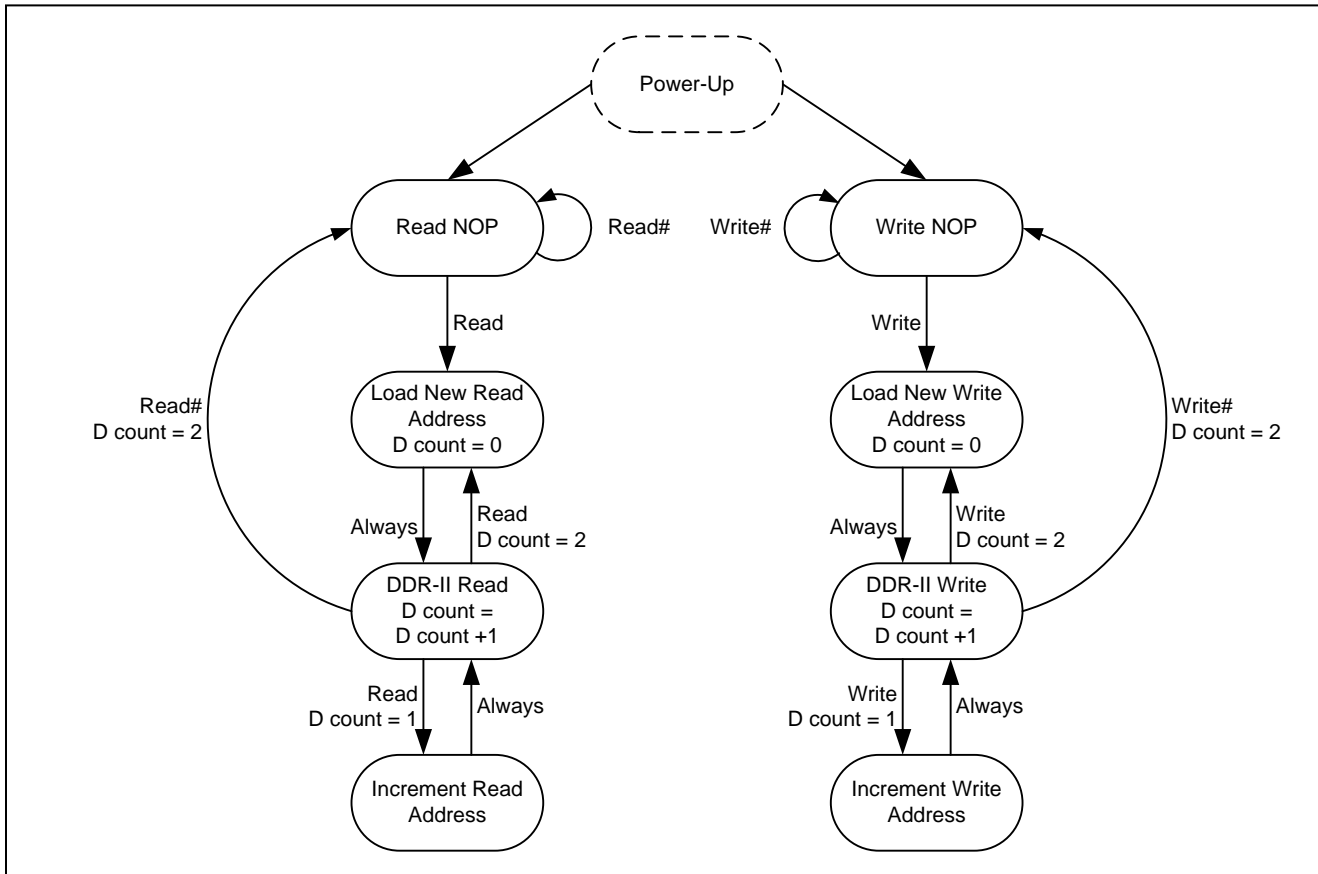 Power-Up
Read NOP
Read#
Write#
Write NOP
Read
Write
Load New Read
Address
D count = 0
Load New Write
Address
D count = 0
Read#
D count = 2
Write#
D count = 2
Always
Read
D count = 2
Always
Write
D count = 2
DDR-II Read
D count =
D count +1
DDR-II Write
D count =
D count +1
Read
D count = 1
Always
Write
D count = 1
Always
Increment Read
Address
Increment Write
Address